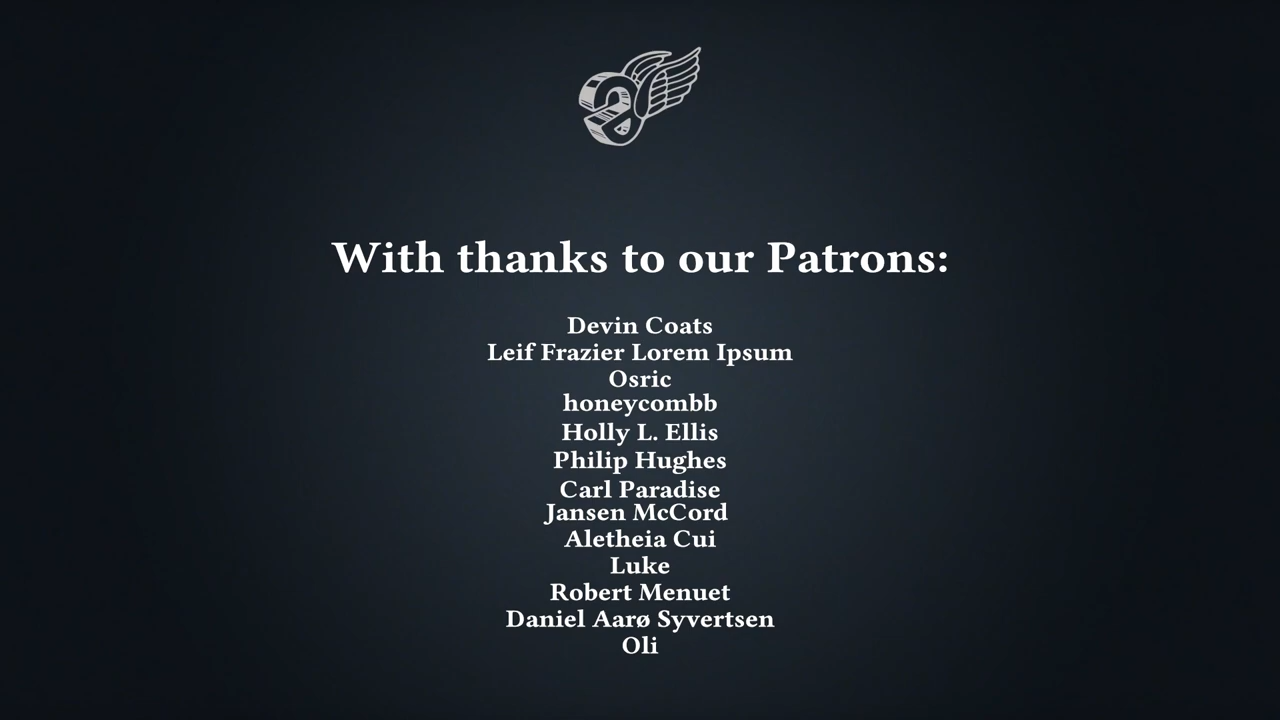 With thanks to our Patrons:
Devin Coats
Leif Frazier Lorem Ipsum
Osric
honeycombb
Holly L. Ellis
Philip Hughes
Carl Paradise
Jansen McCord
Aletheia Cui
Luke
Robert Menuet
Daniel Aarø Syvertsen
Oli